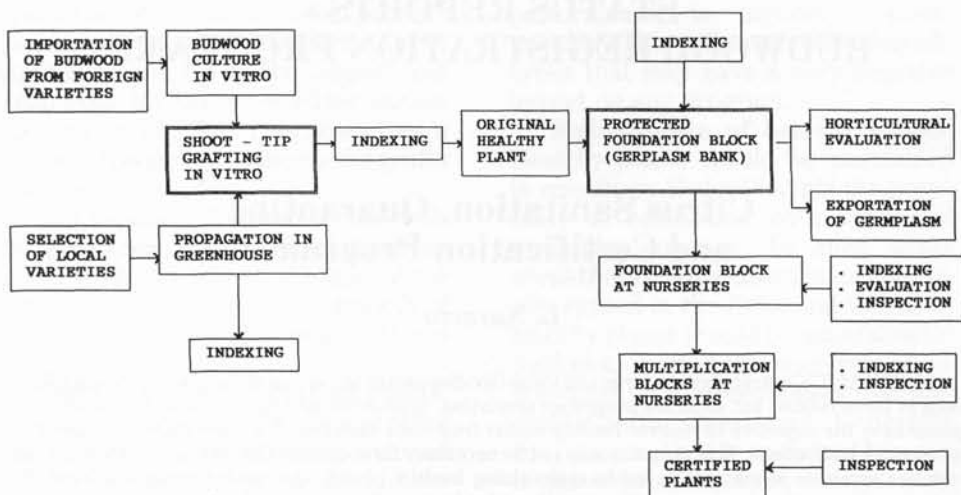 IMPORTATION
OF BUDWOOD
FROM FOREIGN
VARIETIES
BUDWOOD
CULTURE
IN VITRO
INDEXING
SHOOT – TIP
GRAFTING
IN VITRO
INDEXING
ORIGINAL
HEALTHY
PLANT
PROTECTED
FOUNDATION BLOCK
(GERPLASM BANK)
HORTICULTURAL
EVALUATION
EXPORTATION
OF GERMPLASM
SELECTION
OF LOCAL
VARIETIES
PROPAGATION IN
GREENHOUSE
INDEXING
FOUNDATION BLOCK
AT NURSERIES
. INDEXING
. EVALUATION
. INSPECTION
MULTIPLICATION
BLOCKS AT
NURSERIES
. INDEXING
. INSPECTION
CERTIFIED
PLANTS
INSPECTION